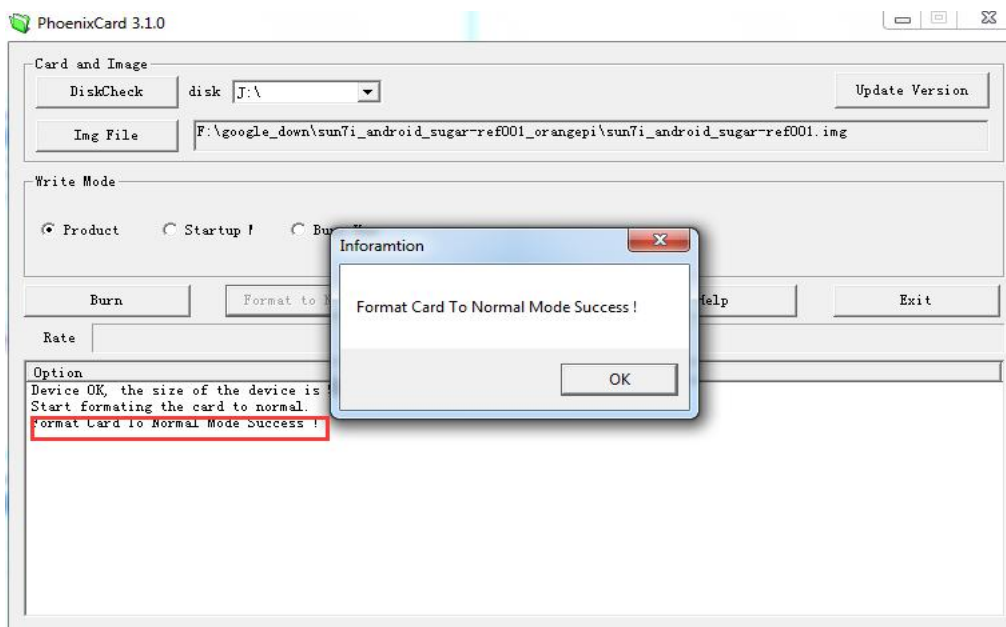 PhoenixCard 3.1.0
Card and Image
DiskCheck disk J:\ Update Version
Img File F:\google_down\sun7i_android_sugar-ref001_orangepi\sun7i_android_sugar-ref001.img
Write Mode
Product Startup
Inforamtion
Format Card To Normal Mode Success !
OK
Burn Format to Help Exit
Rate
Option
Device OK, the size of the device is
Start formating the card to normal.
Format Card To Normal Mode Success !